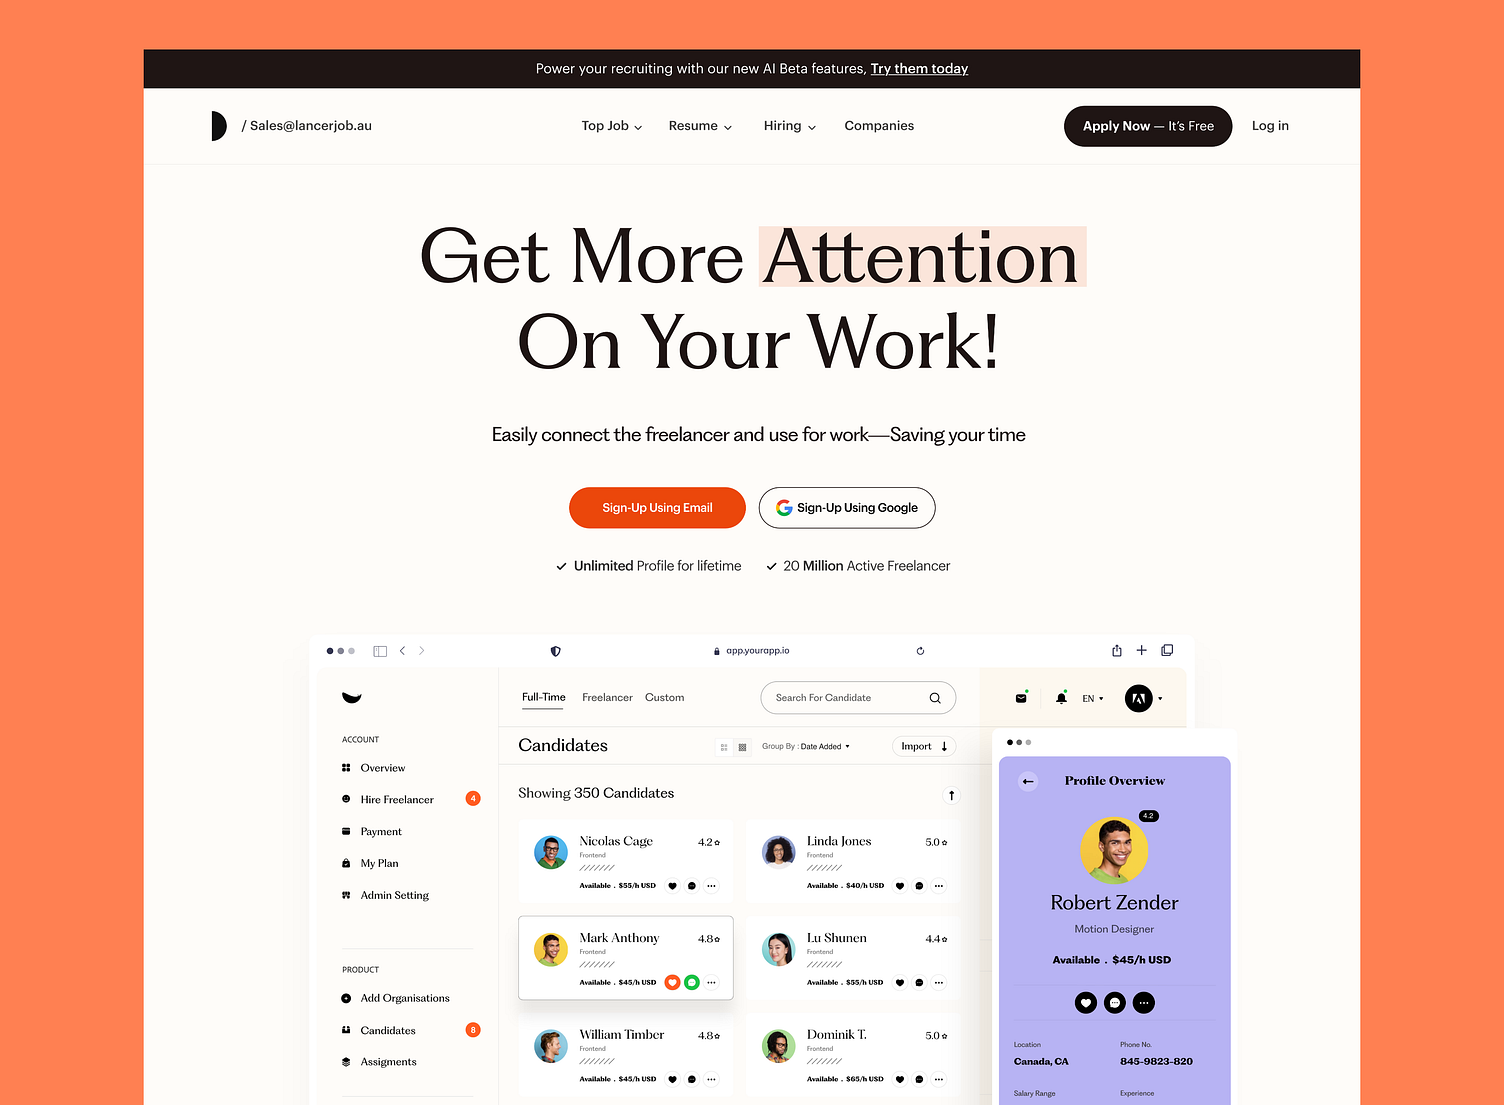 Power your recruiting with our new AI Beta features, Try them today
/ Sales@lancerjob.au
Top Job
Resume
Hiring
Companies
Apply Now — It's Free
Log in
Get More Attention
On Your Work!
Easily connect the freelancer and use for work—Saving your time
Sign-Up Using Email
Sign-Up Using Google
Unlimited Profile for lifetime
20 Million Active Freelancer
app.yourapp.io
Full-Time
Freelancer
Custom
Search For Candidate
EN
ACCOUNT
Overview
Hire Freelancer
4
Payment
My Plan
Admin Setting
PRODUCT
Add Organisations
Candidates
8
Assigments
Candidates
Group By : Date Added
Import
Showing 350 Candidates
Nicolas Cage
4.2
Frontend
Available . $55/h USD
Linda Jones
5.0
Frontend
Available . $40/h USD
Mark Anthony
4.8
Frontend
Available . $45/h USD
Lu Shunen
4.4
Frontend
Available . $55/h USD
William Timber
4.8
Frontend
Available . $45/h USD
Dominik T.
5.0
Frontend
Available . $65/h USD
Profile Overview
4.2
Robert Zender
Motion Designer
Available . $45/h USD
Location
Phone No.
Canada, CA
845-9823-820
Salary Range
Experience